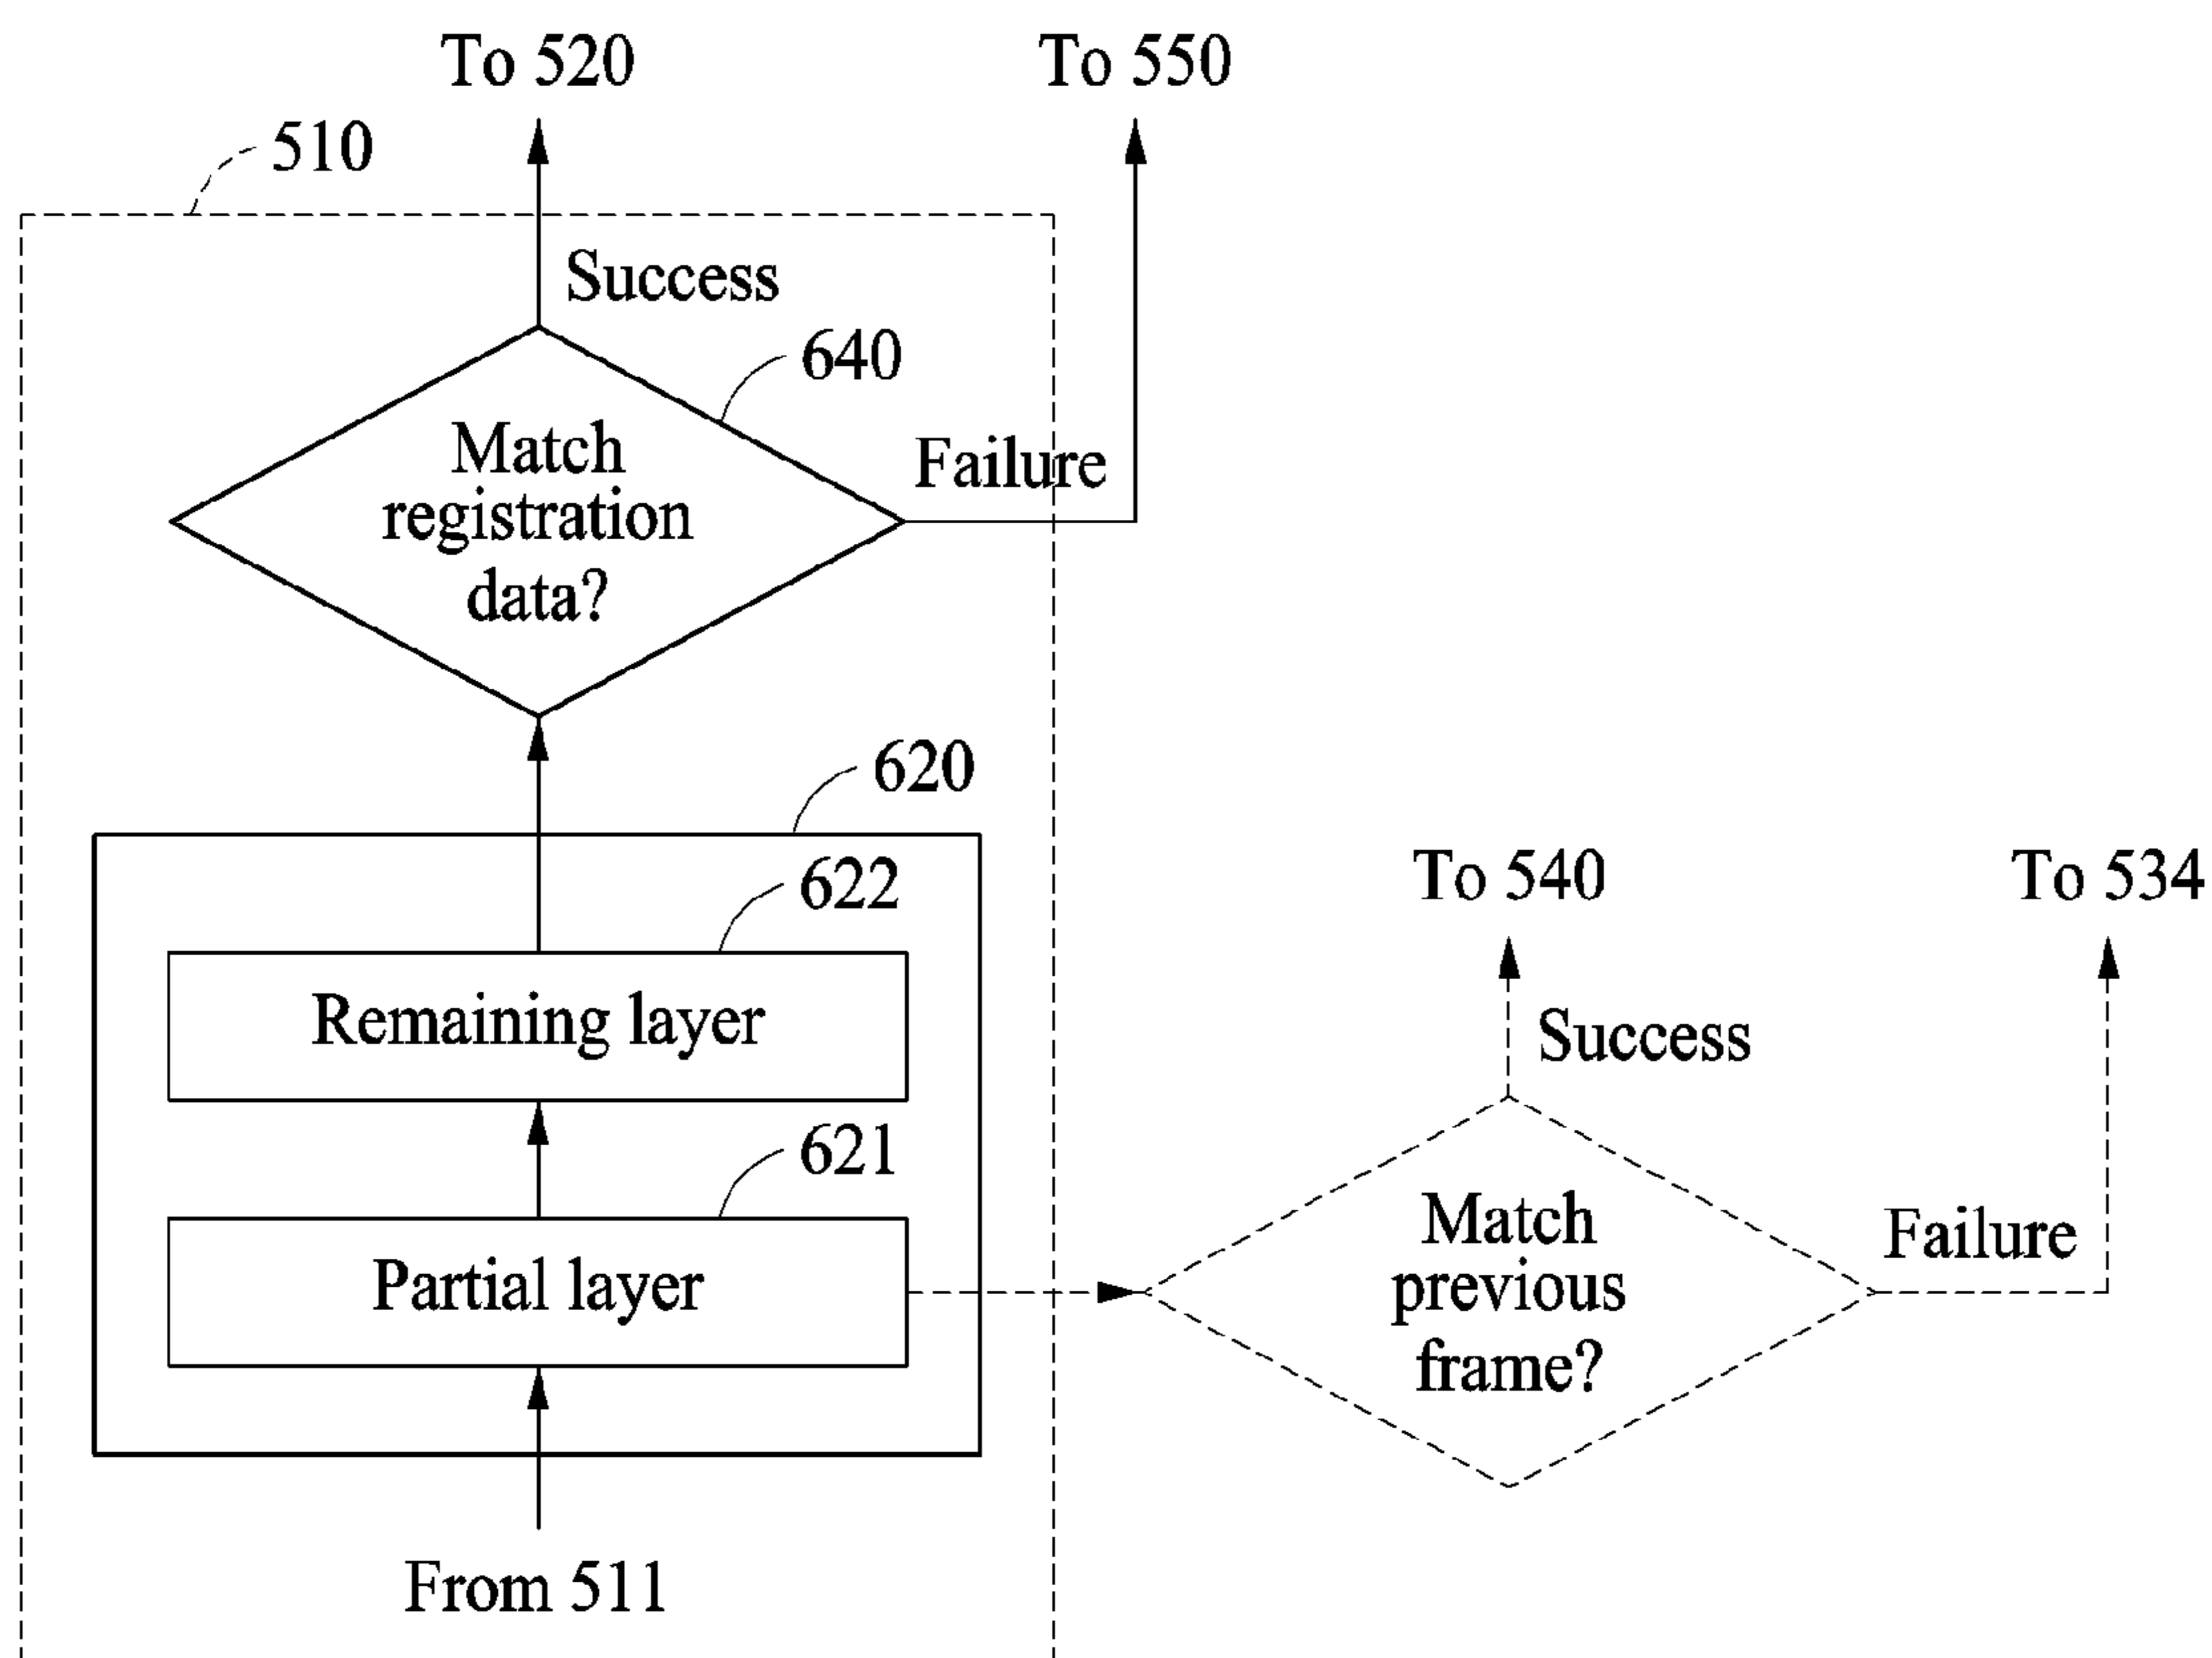 To 520
To 550
510
Success
640
Match
registration
data?
Failure
620
622
Remaining layer
621
Partial layer
From 511
To 540
To 534
Success
Match
previous
frame?
Failure